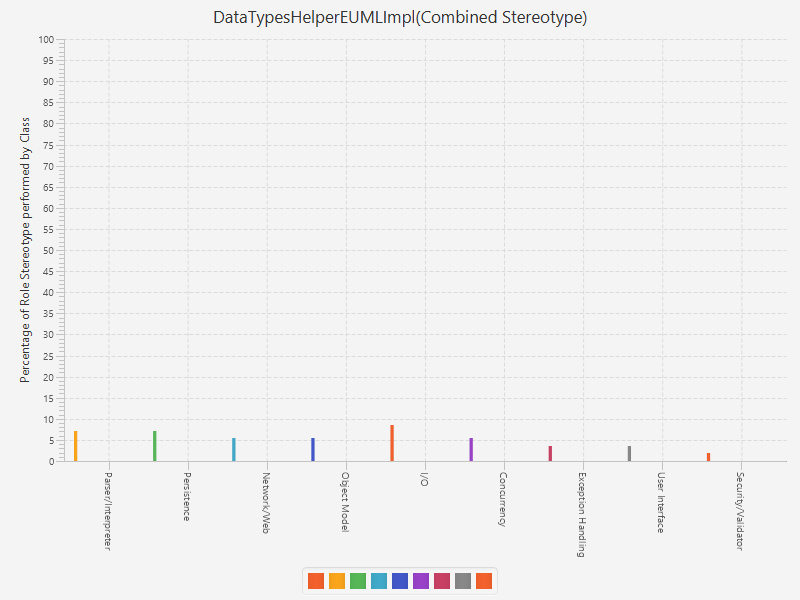 DataTypesHelperEUMLImpl(Combined Stereotype)
Percentage of Role Stereotype performed by Class
100
95
90
85
80
75
70
65
60
55
50
45
40
35
30
25
20
15
10
5
0
Parser/Interpreter
Persistence
Network/Web
Object Model
I/O
Concurrency
Exception Handling
User Interface
Security/Validator